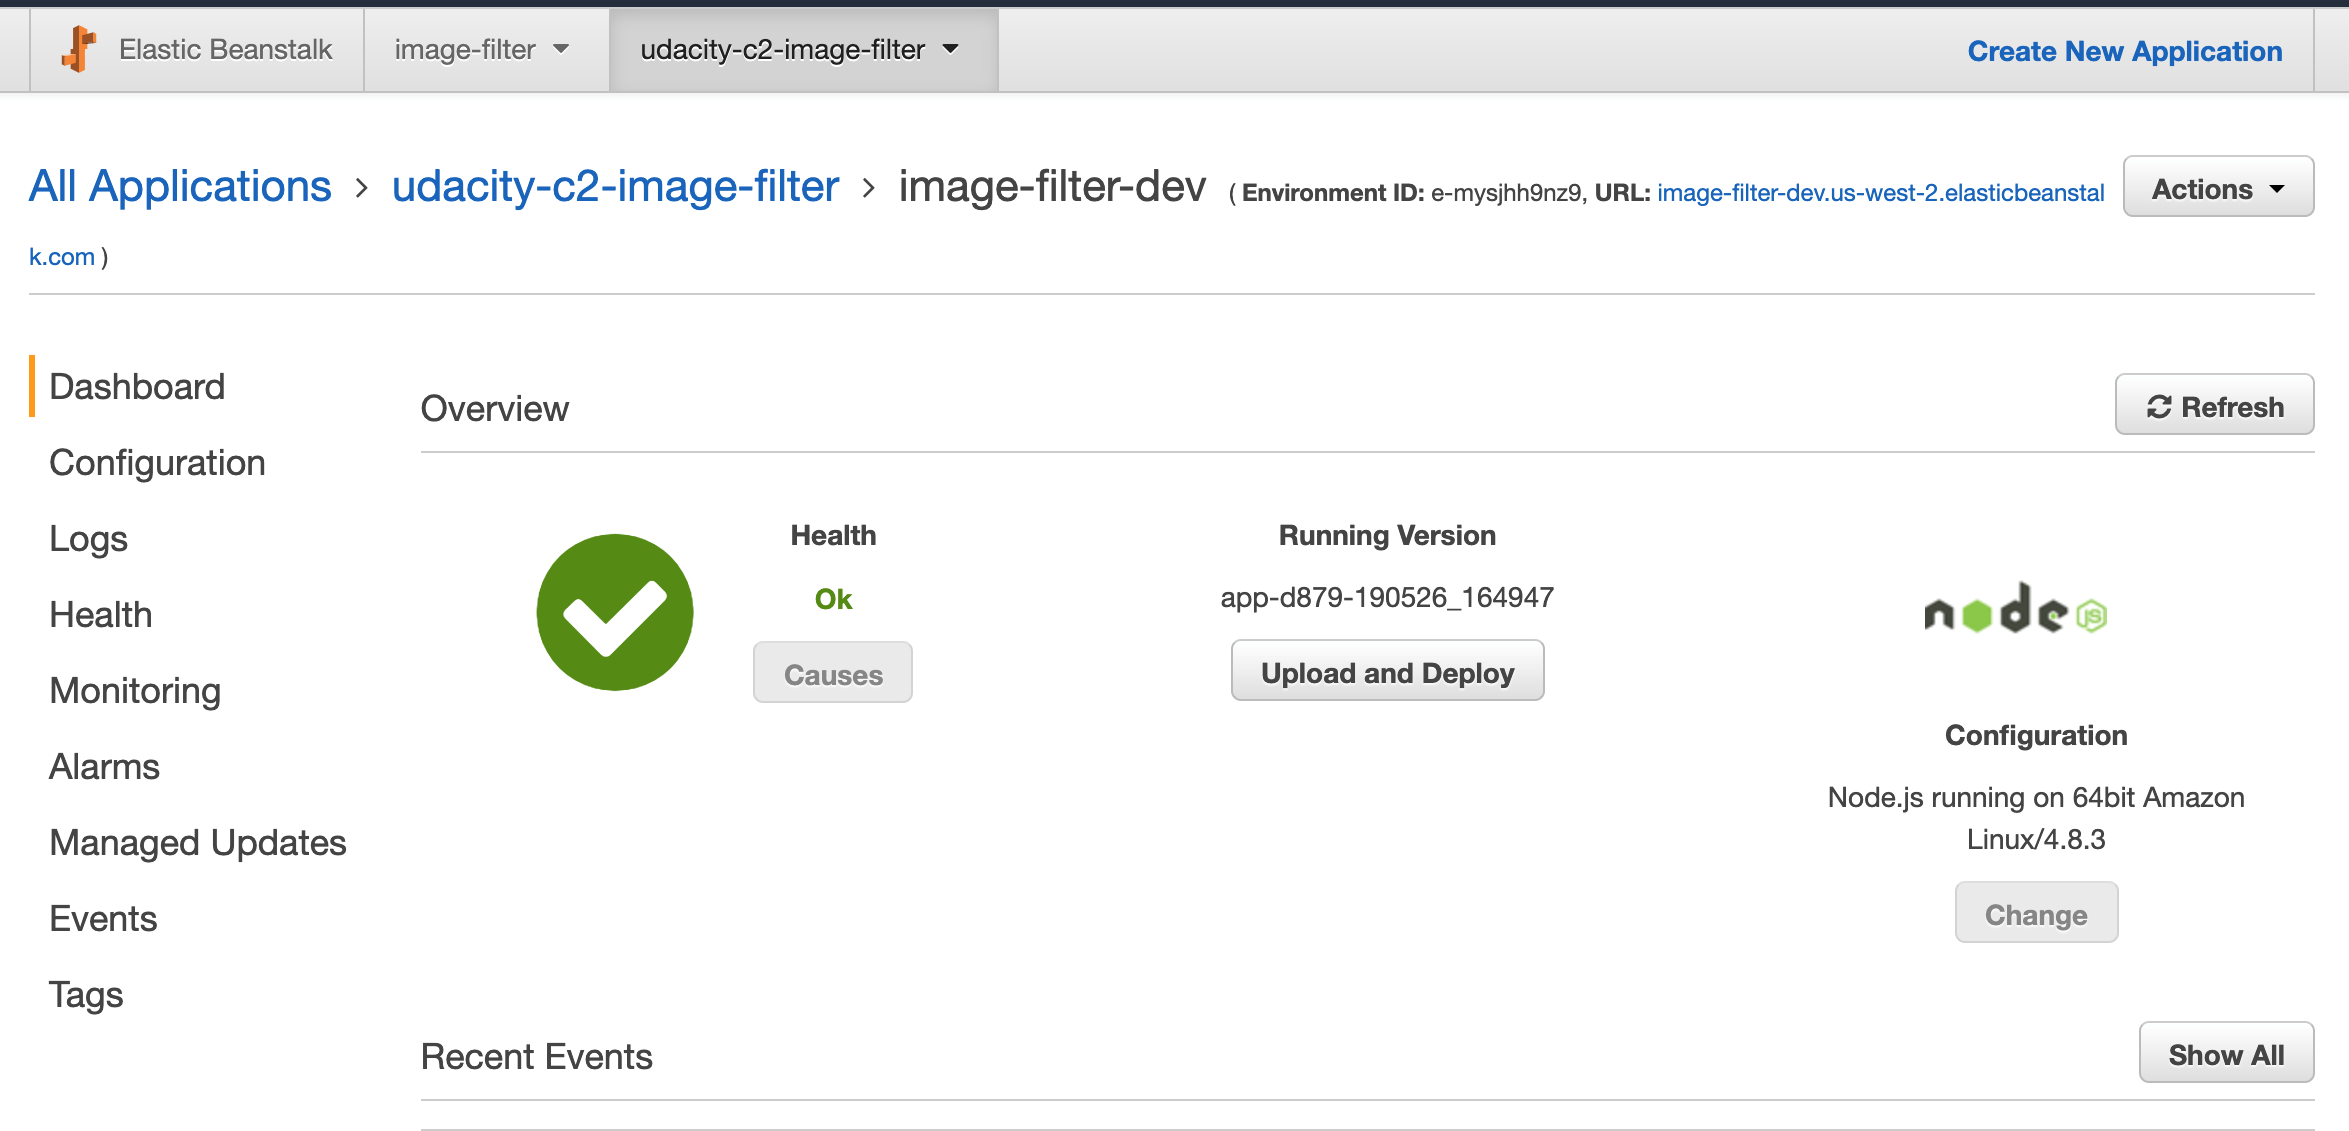 Elastic Beanstalk
image-filter
udacity-c2-image-filter
Create New Application
All Applications > udacity-c2-image-filter > image-filter-dev ( Environment ID: e-mysjhh9nz9, URL: image-filter-dev.us-west-2.elasticbeanstal
k.com )
Actions
Dashboard
Configuration
Logs
Health
Monitoring
Alarms
Managed Updates
Events
Tags
Overview
Refresh
Health
Ok
Causes
Running Version
app-d879-190526_164947
Upload and Deploy
node JS
Configuration
Node.js running on 64bit Amazon
Linux/4.8.3
Change
Recent Events
Show All